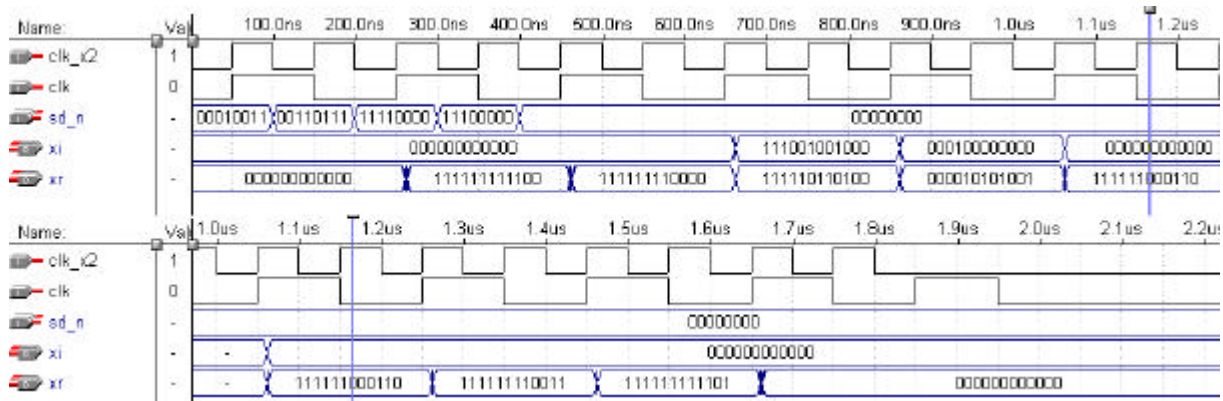 Name: Val 100.0ns 200.0ns 300.0ns 400.0ns 500.0ns 600.0ns 700.0ns 800.0ns 900.0ns 1.0us 1.1us 1.2us
clk_x2 1
clk 0
sd_n - 00010011 00110111 11110000 11100000 00000000
xi - 000000000000 111001001000 000100000000 000000000000
xr - 000000000000 111111111100 111111110000 111110110100 000010101001 111111000110
Name: Val 1.0us 1.1us 1.2us 1.3us 1.4us 1.5us 1.6us 1.7us 1.8us 1.9us 2.0us 2.1us 2.2us
clk_x2 1
clk 0
sd_n - 00000000
xi - - 000000000000
xr - - 111111000110 111111110011 111111111101 000000000000